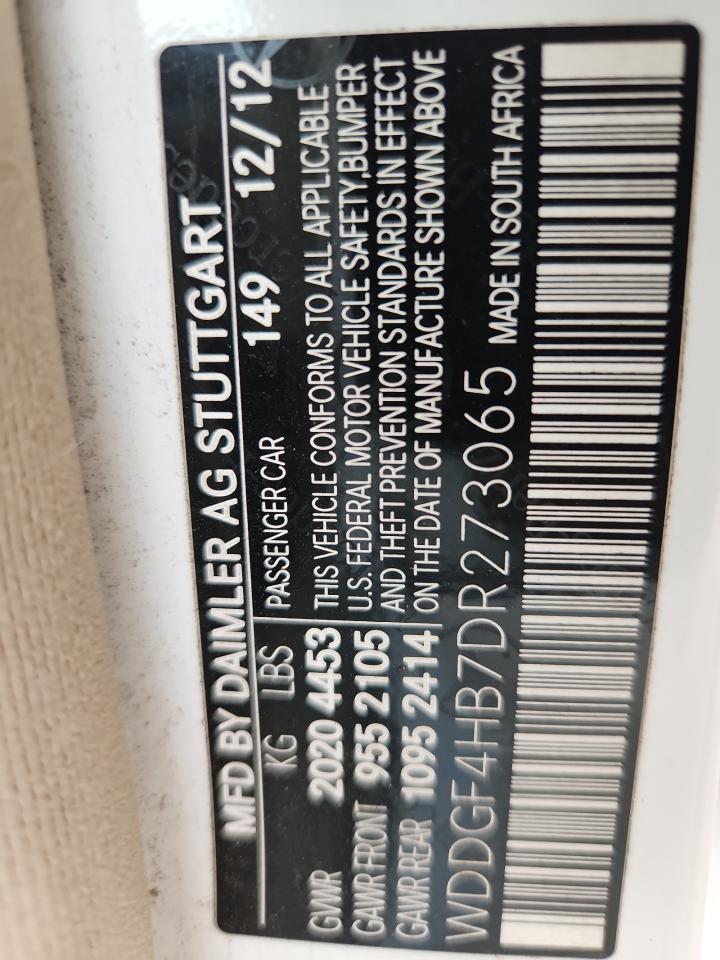 MFD BY DAIMLER AG STUTTGART
149 12/12
KG LBS PASSENGER CAR
GVWR 2020 4453 THIS VEHICLE CONFORMS TO ALL APPLICABLE
GAWR FRONT 955 2105 U.S. FEDERAL MOTOR VEHICLE SAFETY,BUMPER
GAWR REAR 1095 2414 AND THEFT PREVENTION STANDARDS IN EFFECT
ON THE DATE OF MANUFACTURE SHOWN ABOVE
WDDGF4HB7DR273065 MADE IN SOUTH AFRICA